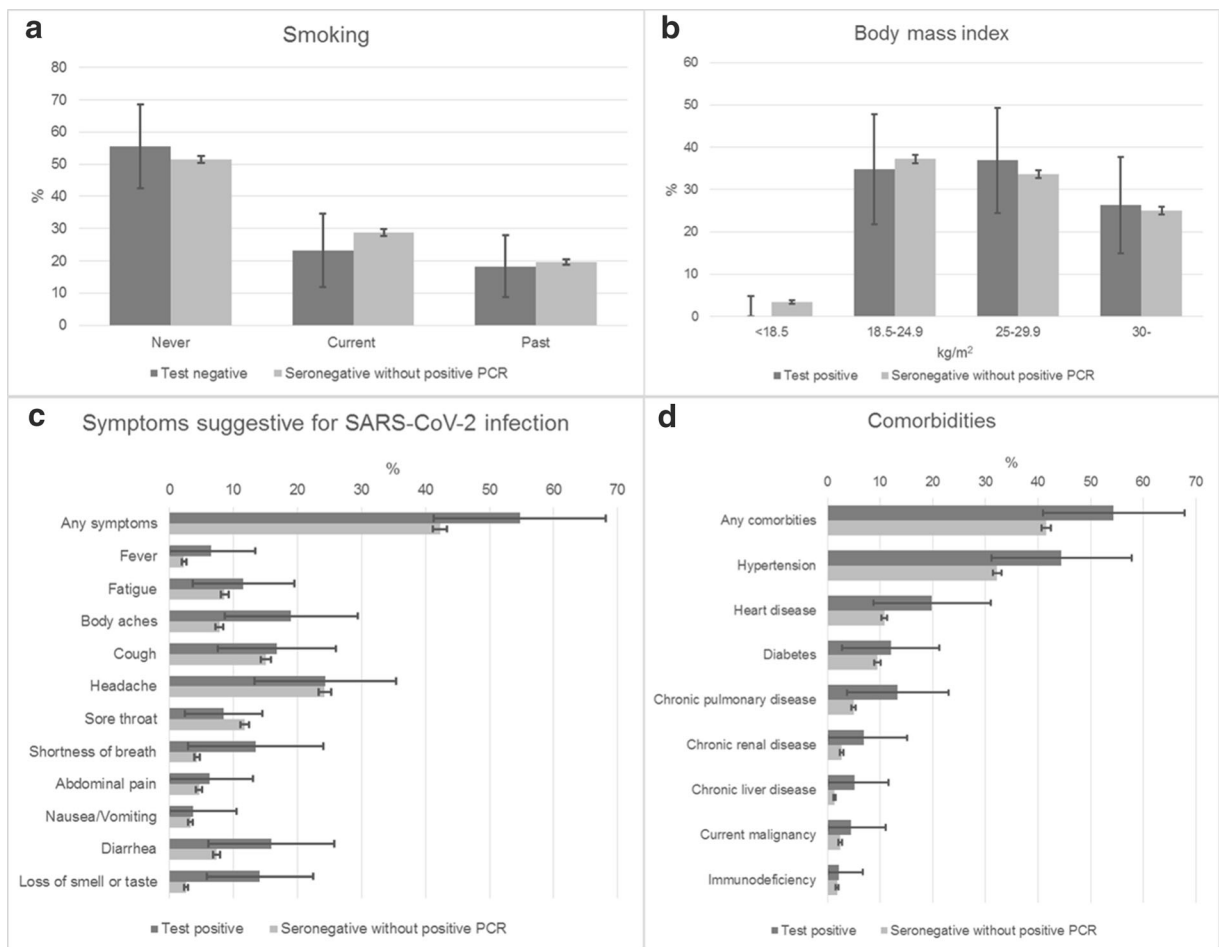 a
Smoking
80
70
60
50
40
30
20
10
0
%
Never Current Past
Test negative Seronegative without positive PCR
b
Body mass index
60
50
40
30
20
10
0
%
<18.5 18.5-24.9 25-29.9 30-
kg/m²
Test positive Seronegative without positive PCR
c
Symptoms suggestive for SARS-CoV-2 infection
%
0 10 20 30 40 50 60 70
Any symptoms
Fever
Fatigue
Body aches
Cough
Headache
Sore throat
Shortness of breath
Abdominal pain
Nausea/Vomiting
Diarrhea
Loss of smell or taste
Test positive Seronegative without positive PCR
d
Comorbidities
%
0 10 20 30 40 50 60 70
Any comorbities
Hypertension
Heart disease
Diabetes
Chronic pulmonary disease
Chronic renal disease
Chronic liver disease
Current malignancy
Immunodeficiency
Test positive Seronegative without positive PCR